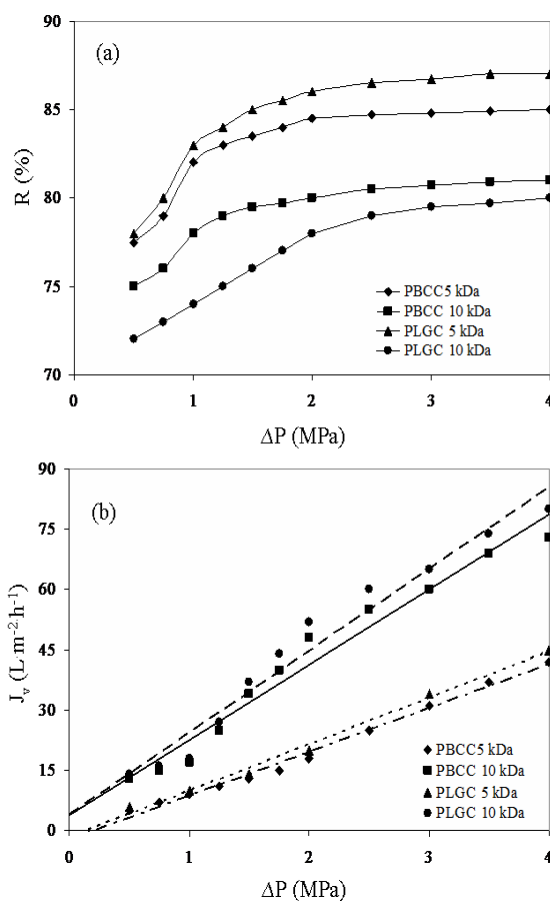 90
(a)
85
R (%)
80
75
70
PBCC5 kDa
PBCC 10 kDa
PLGC 5 kDa
PLGC 10 kDa
1
2
3
4
ΔP (MPa)
90
(b)
75
60
Jv (L·m-2·h-1)
45
30
15
0
PBCC5 kDa
PBCC 10 kDa
PLGC 5 kDa
PLGC 10 kDa
0
1
2
3
4
ΔP (MPa)